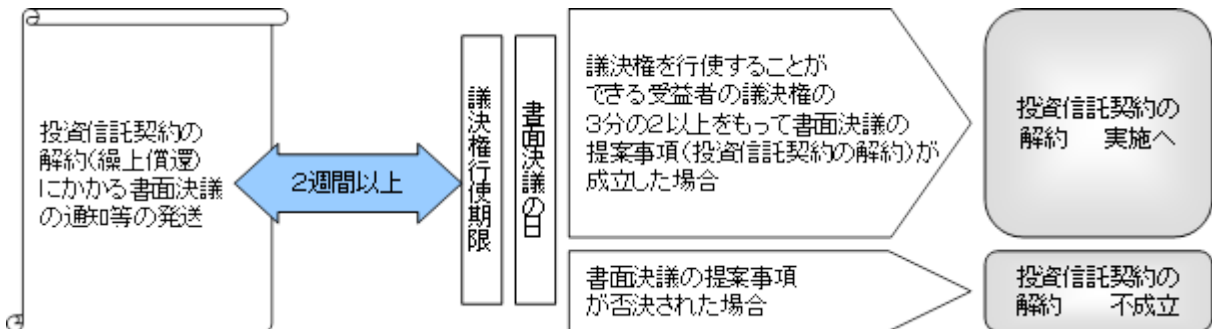 投資信託契約の
解約(繰上償還)
にかかる書面決議
の通知等の発送
2週間以上
議決権行使期限
書面決議の日
議決権を行使することが
できる受益者の議決権の
3分の2以上をもって書面決議の
提案事項(投資信託契約の解約)が
成立した場合
投資信託契約の
解約 実施へ
書面決議の提案事項
が否決された場合
投資信託契約の
解約 不成立